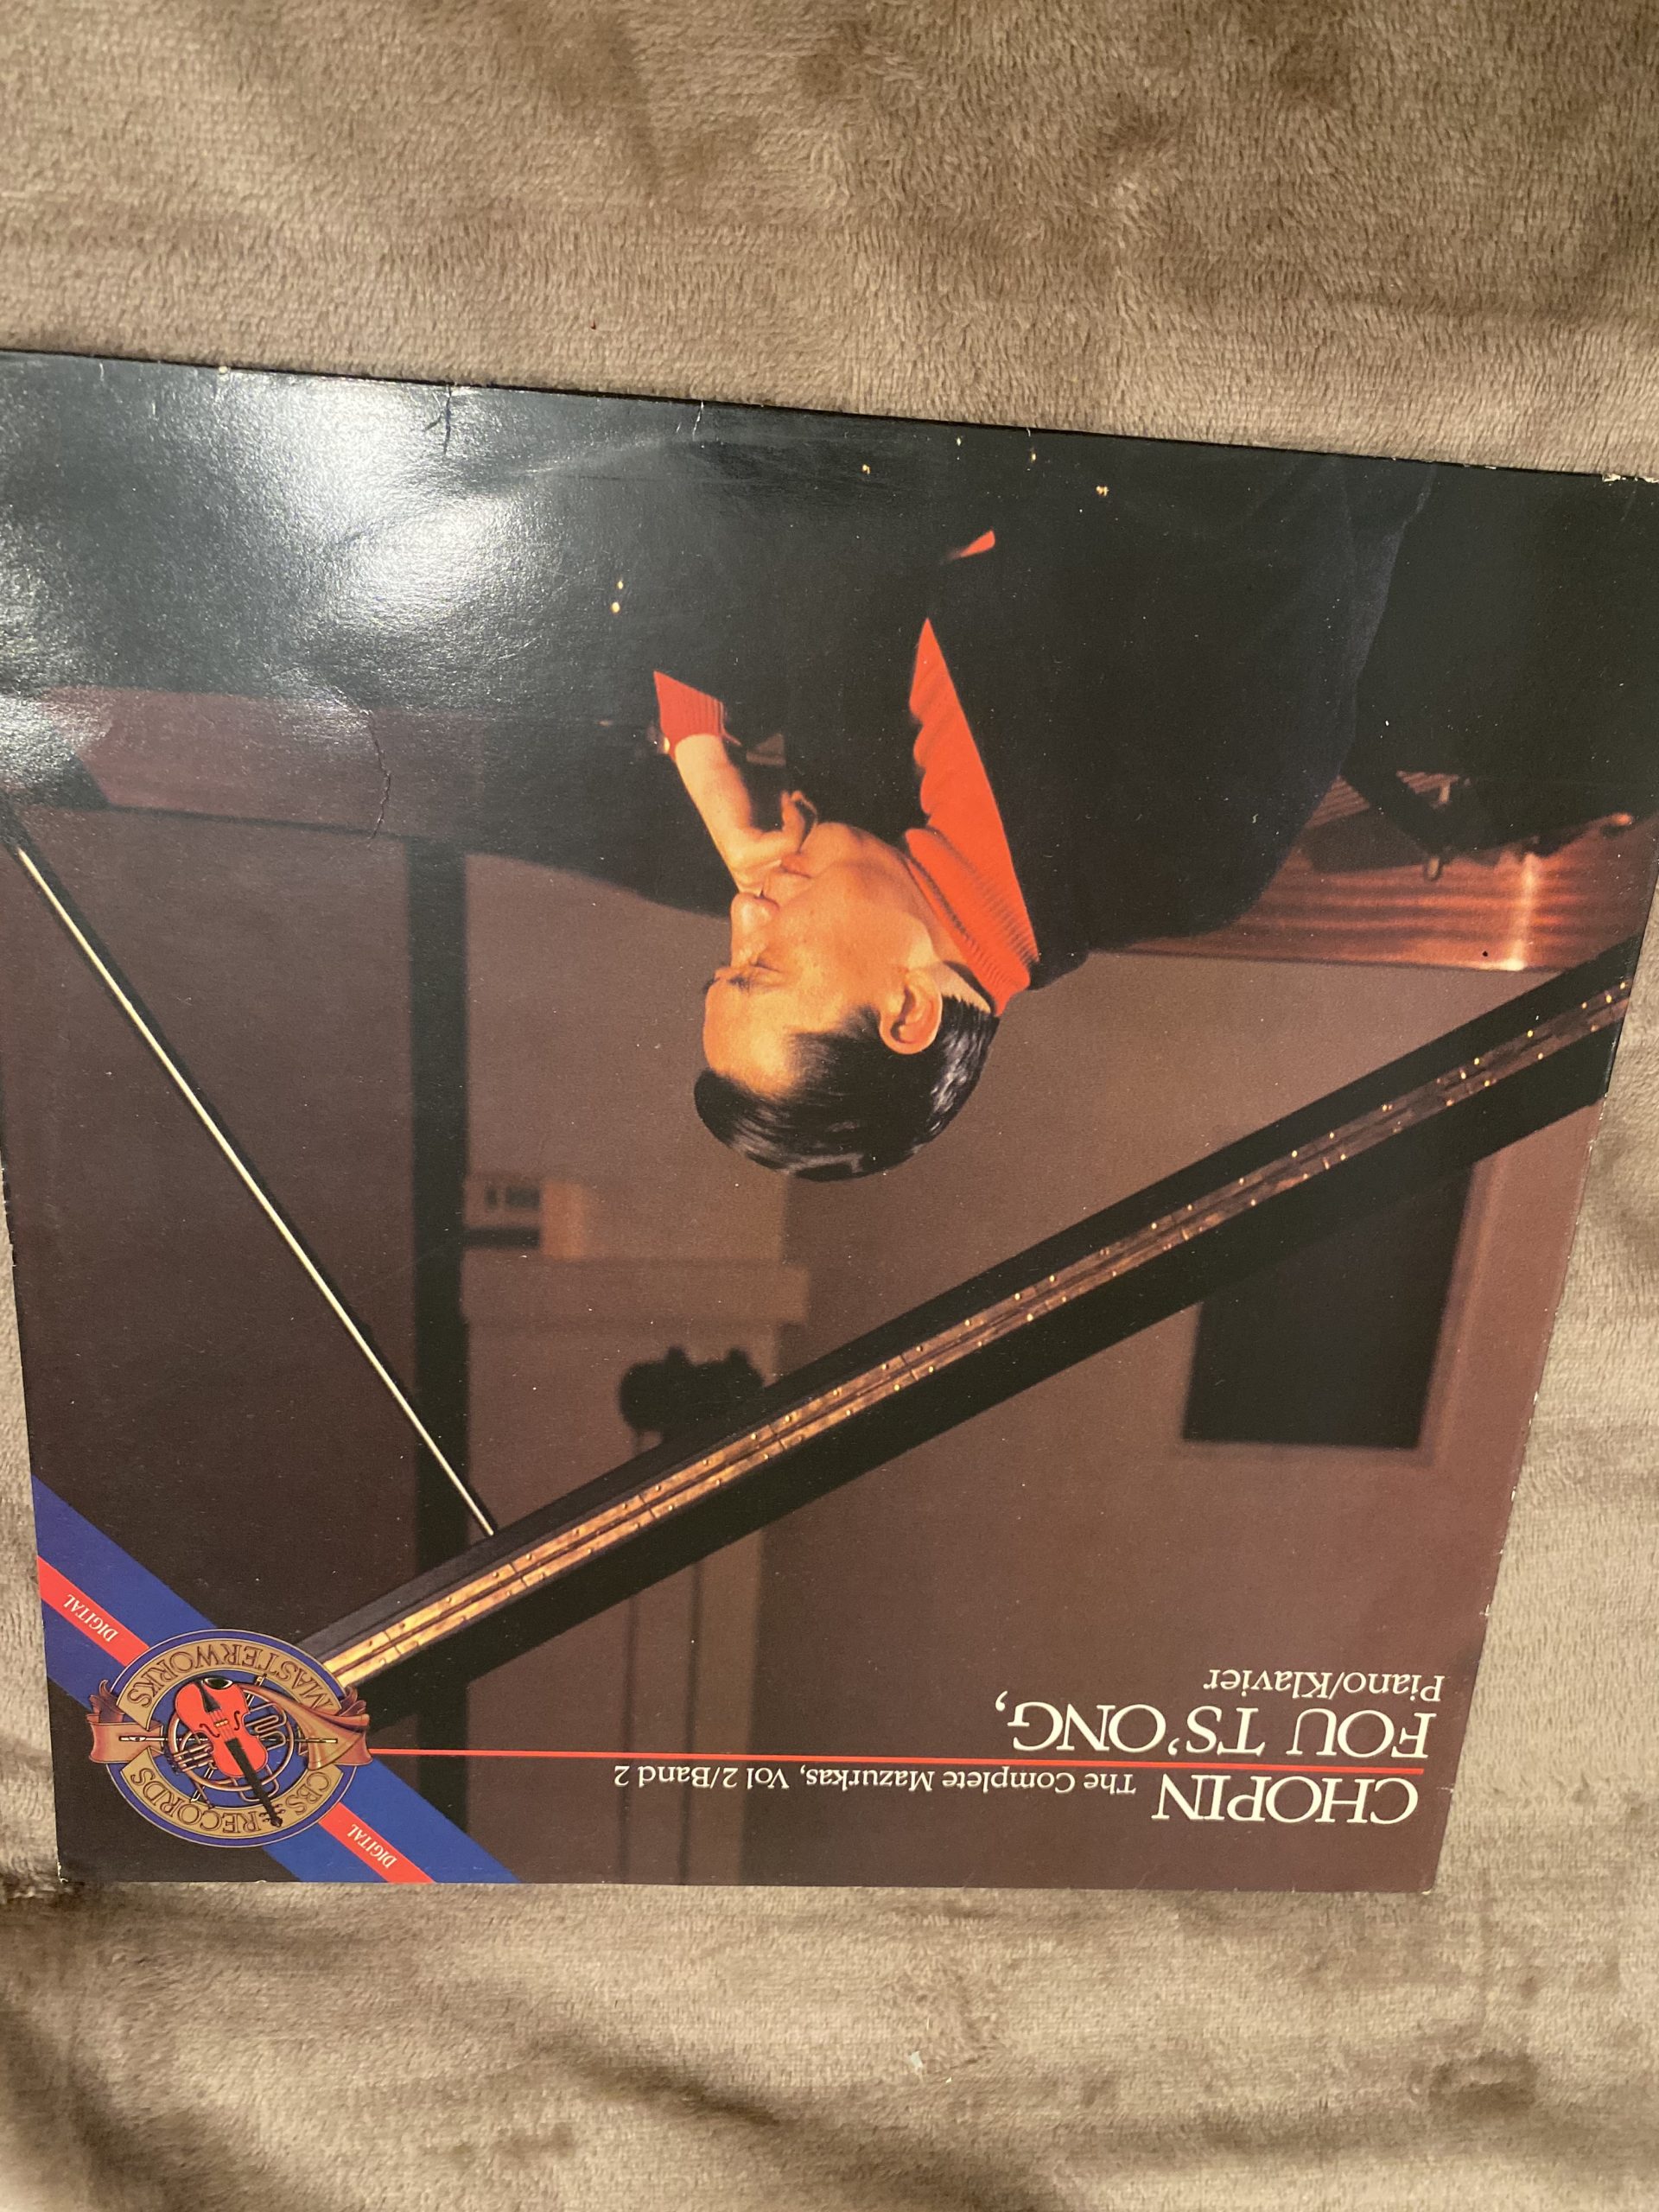 CHOPIN The Complete Mazurkas, Vol 2/Band 2
FOU TS'ONG,
Piano/Klavier
DIGITAL
CBS RECORDS
MASTERWORKS
DIGITAL